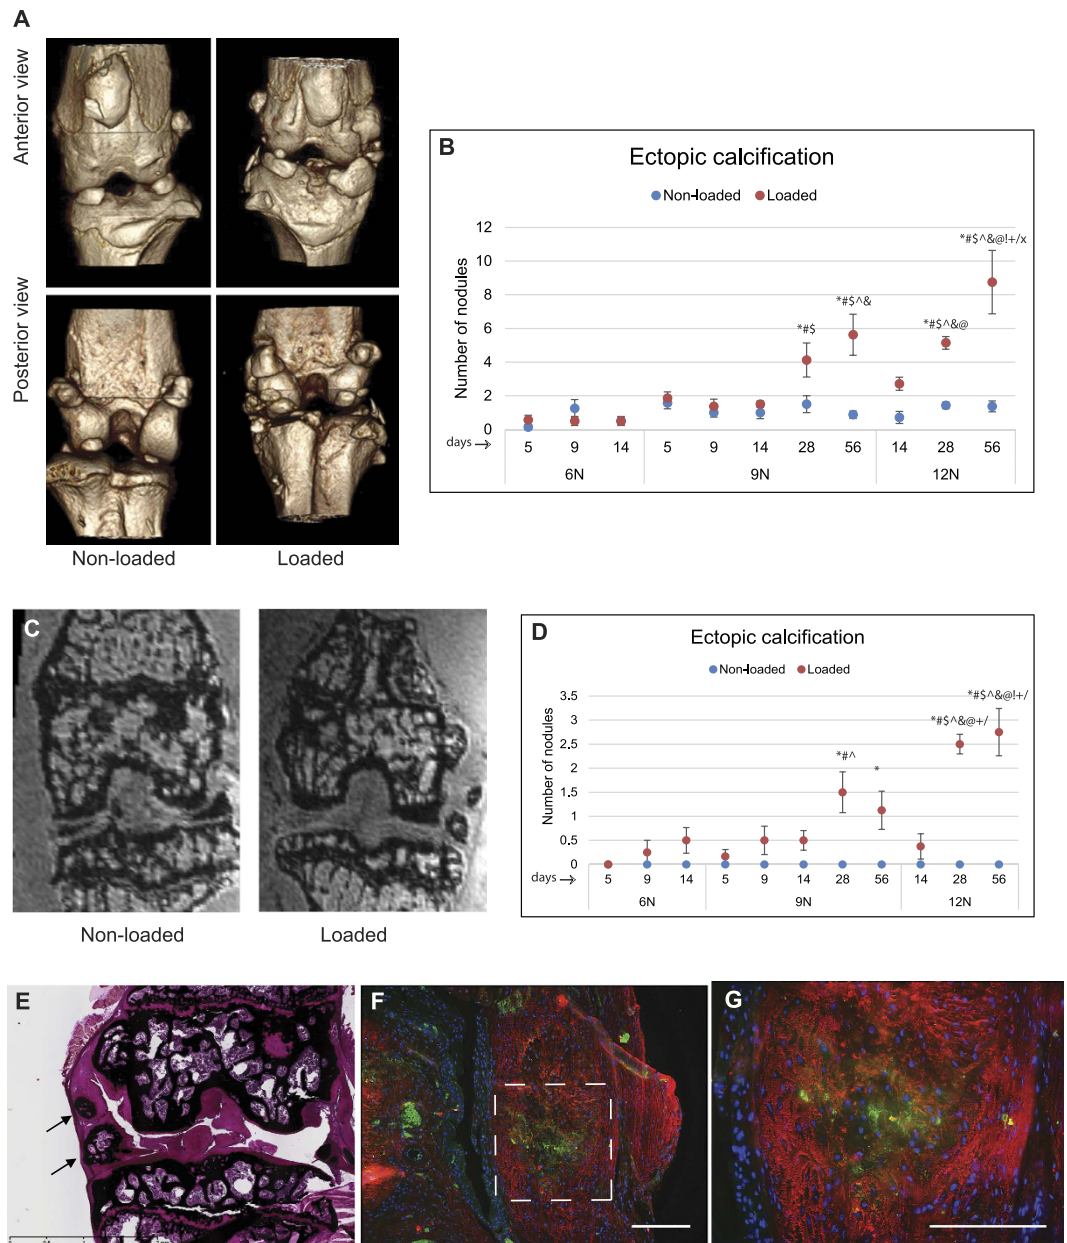 A
Anterior view
Posterior view
Non-loaded
Loaded
B
Ectopic calcification
Non-loaded
Loaded
Number of nodules
12
10
8
6
4
2
0
*#$
*#$^&
*#$^&@
*#$^&@!+/x
days
5
9
14
5
9
14
28
56
14
28
56
6N
9N
12N
C
Non-loaded
Loaded
D
Ectopic calcification
Non-loaded
Loaded
Number of nodules
3.5
3
2,5
2
1.5
1
0.5
0
*#^
*
*#$^&@+/
*#$^&@!+/
days
5
9
14
5
9
14
28
56
14
28
56
6N
9N
12N
E
F
G